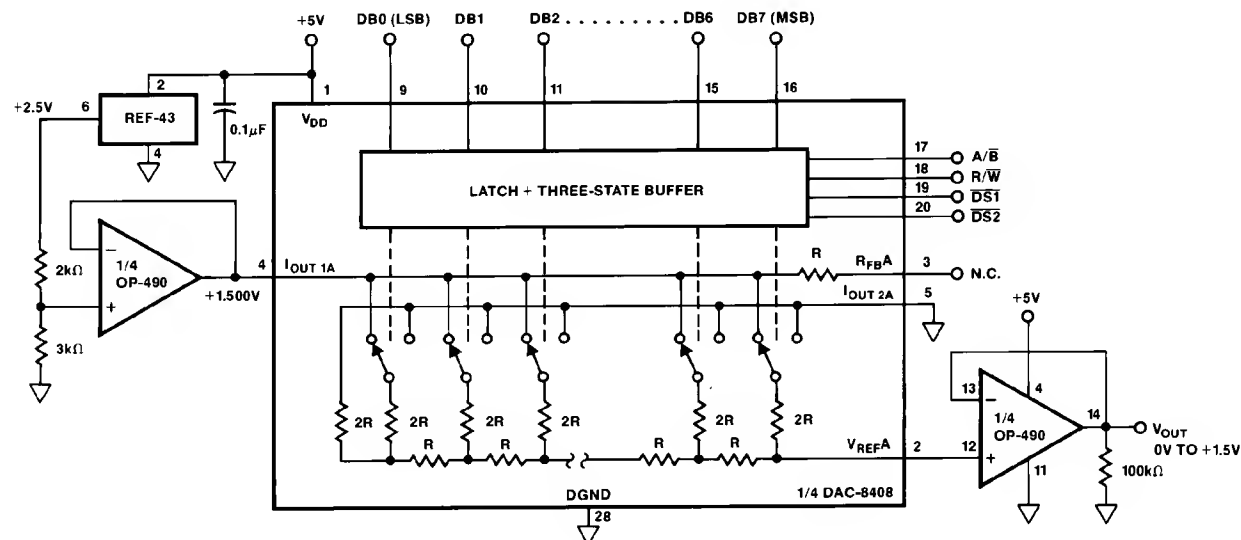 +5V
DB0 (LSB) DB1 DB2 . . . . . . . . . DB6 DB7 (MSB)
2 1 9 10 11 15 16
+2.5V 6 REF-43 4
0.1µF
V_DD
LATCH + THREE-STATE BUFFER
17 A/B̅
18 R/W̅
19 D̅S̅1̅
20 D̅S̅2̅
2kΩ
3kΩ
−
+
1/4
OP-490
+1.500V
4 I_OUT 1A
R R_FBA 3 N.C.
I_OUT 2A 5
2R 2R 2R 2R 2R 2R
R R R R
V_REFA 2
DGND
28
1/4 DAC-8408
+5V
13 −
12 +
4
1/4
OP-490
11
14
V_OUT
0V TO +1.5V
100kΩ